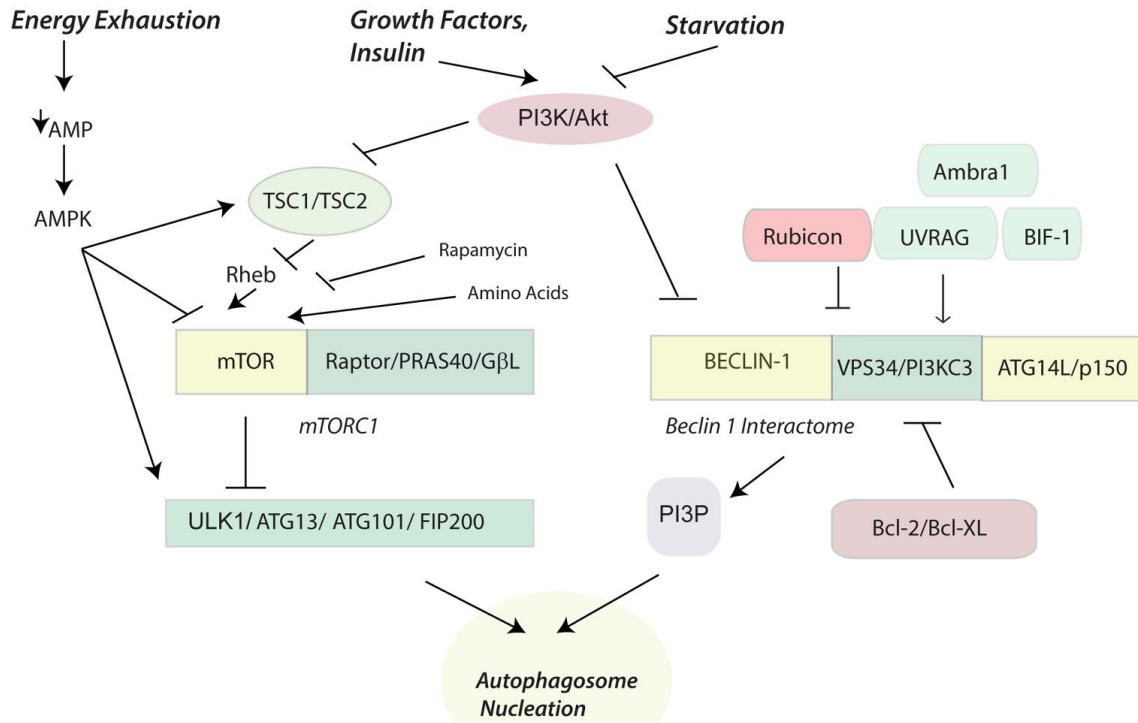 Energy Exhaustion
Growth Factors,
Insulin
Starvation
PI3K/Akt
AMP
AMPK
TSC1/TSC2
Ambra1
Rubicon
UVRAG
BIF-1
Rheb
Rapamycin
Amino Acids
mTOR
Raptor/PRAS40/GβL
BECLIN-1
VPS34/PI3KC3
ATG14L/p150
mTORC1
Beclin 1 Interactome
ULK1/ ATG13/ ATG101/ FIP200
PI3P
Bcl-2/Bcl-XL
Autophagosome
Nucleation